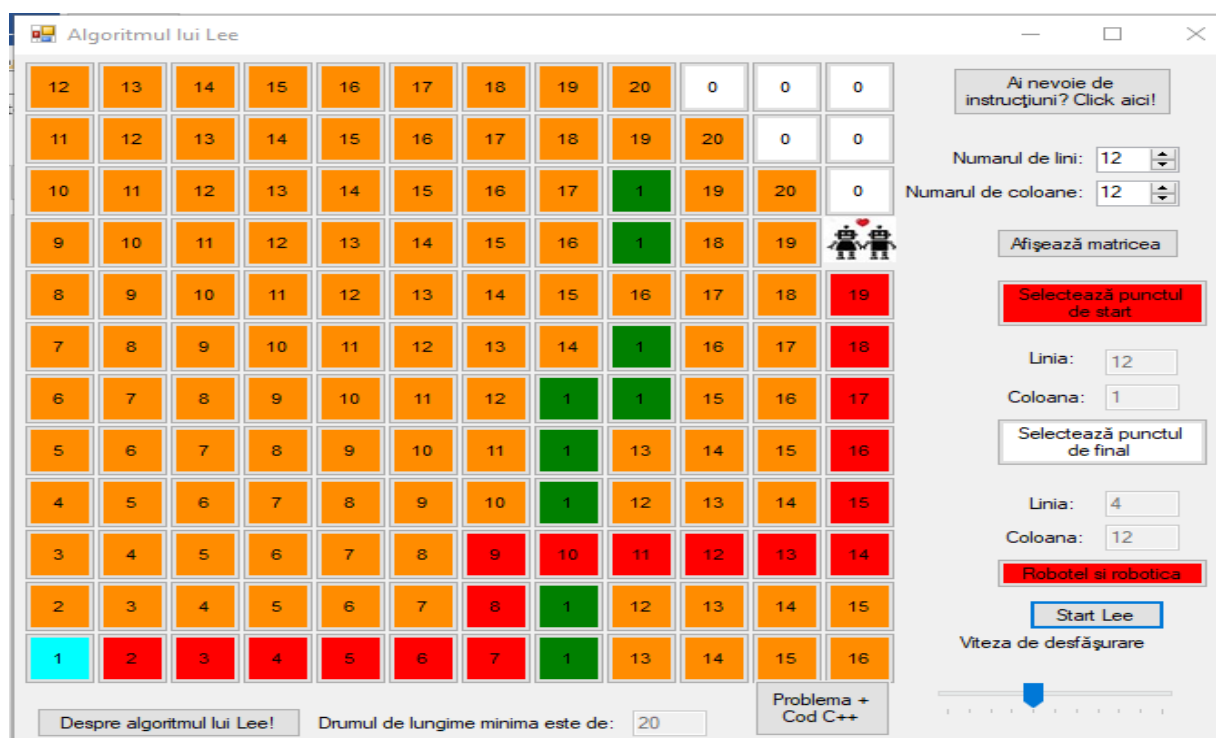 Algoritmul lui Lee
12 13 14 15 16 17 18 19 20 0 0 0
11 12 13 14 15 16 17 18 19 20 0 0
10 11 12 13 14 15 16 17 1 19 20 0
9 10 11 12 13 14 15 16 1 18 19
8 9 10 11 12 13 14 15 16 17 18 19
7 8 9 10 11 12 13 14 1 16 17 18
6 7 8 9 10 11 12 1 1 15 16 17
5 6 7 8 9 10 11 1 13 14 15 16
4 5 6 7 8 9 10 1 12 13 14 15
3 4 5 6 7 8 9 10 11 12 13 14
2 3 4 5 6 7 8 1 12 13 14 15
1 2 3 4 5 6 7 1 13 14 15 16
Ai nevoie de
instrucţiuni? Click aici!
Numarul de lini: 12
Numarul de coloane: 12
Afişează matricea
Selectează punctul
de start
Linia: 12
Coloana: 1
Selectează punctul
de final
Linia: 4
Coloana: 12
Robotel si robotica
Start Lee
Viteza de desfăşurare
Despre algoritmul lui Lee!
Drumul de lungime minima este de: 20
Problema +
Cod C++